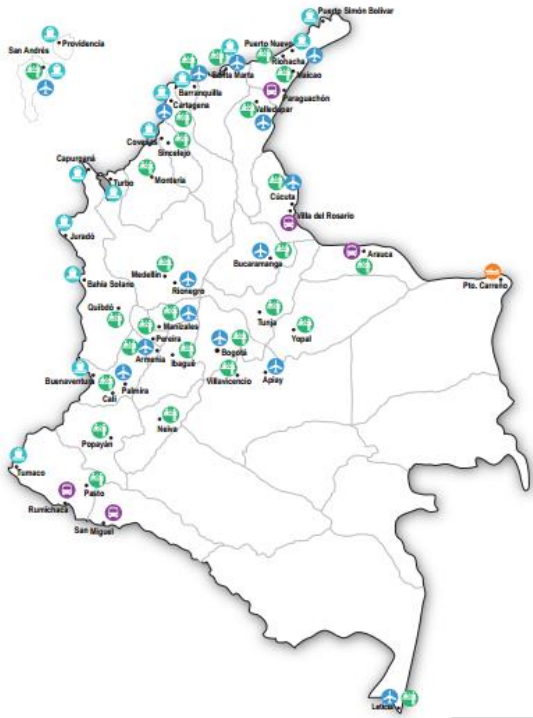 Puerto Simón Bolívar
Providencia
San Andrés
Puerto Nuevo
Riohacha
Santa Marta
Maicao
Barranquilla
Paraguachón
Cartagena
Valledupar
Coveñas
Sincelejo
Capurganá
Turbo
Montería
Cúcuta
Villa del Rosario
Juradó
Arauca
Bucaramanga
Medellín
Pto. Carreño
Bahía Solano
Rionegro
Quibdó
Tunja
Manizales
Yopal
Pereira
Bogotá
Armenia
Ibagué
Buenaventura
Villavicencio
Apiay
Palmira
Cali
Neiva
Popayán
Tumaco
Pasto
Rumichaca
San Miguel
Leticia